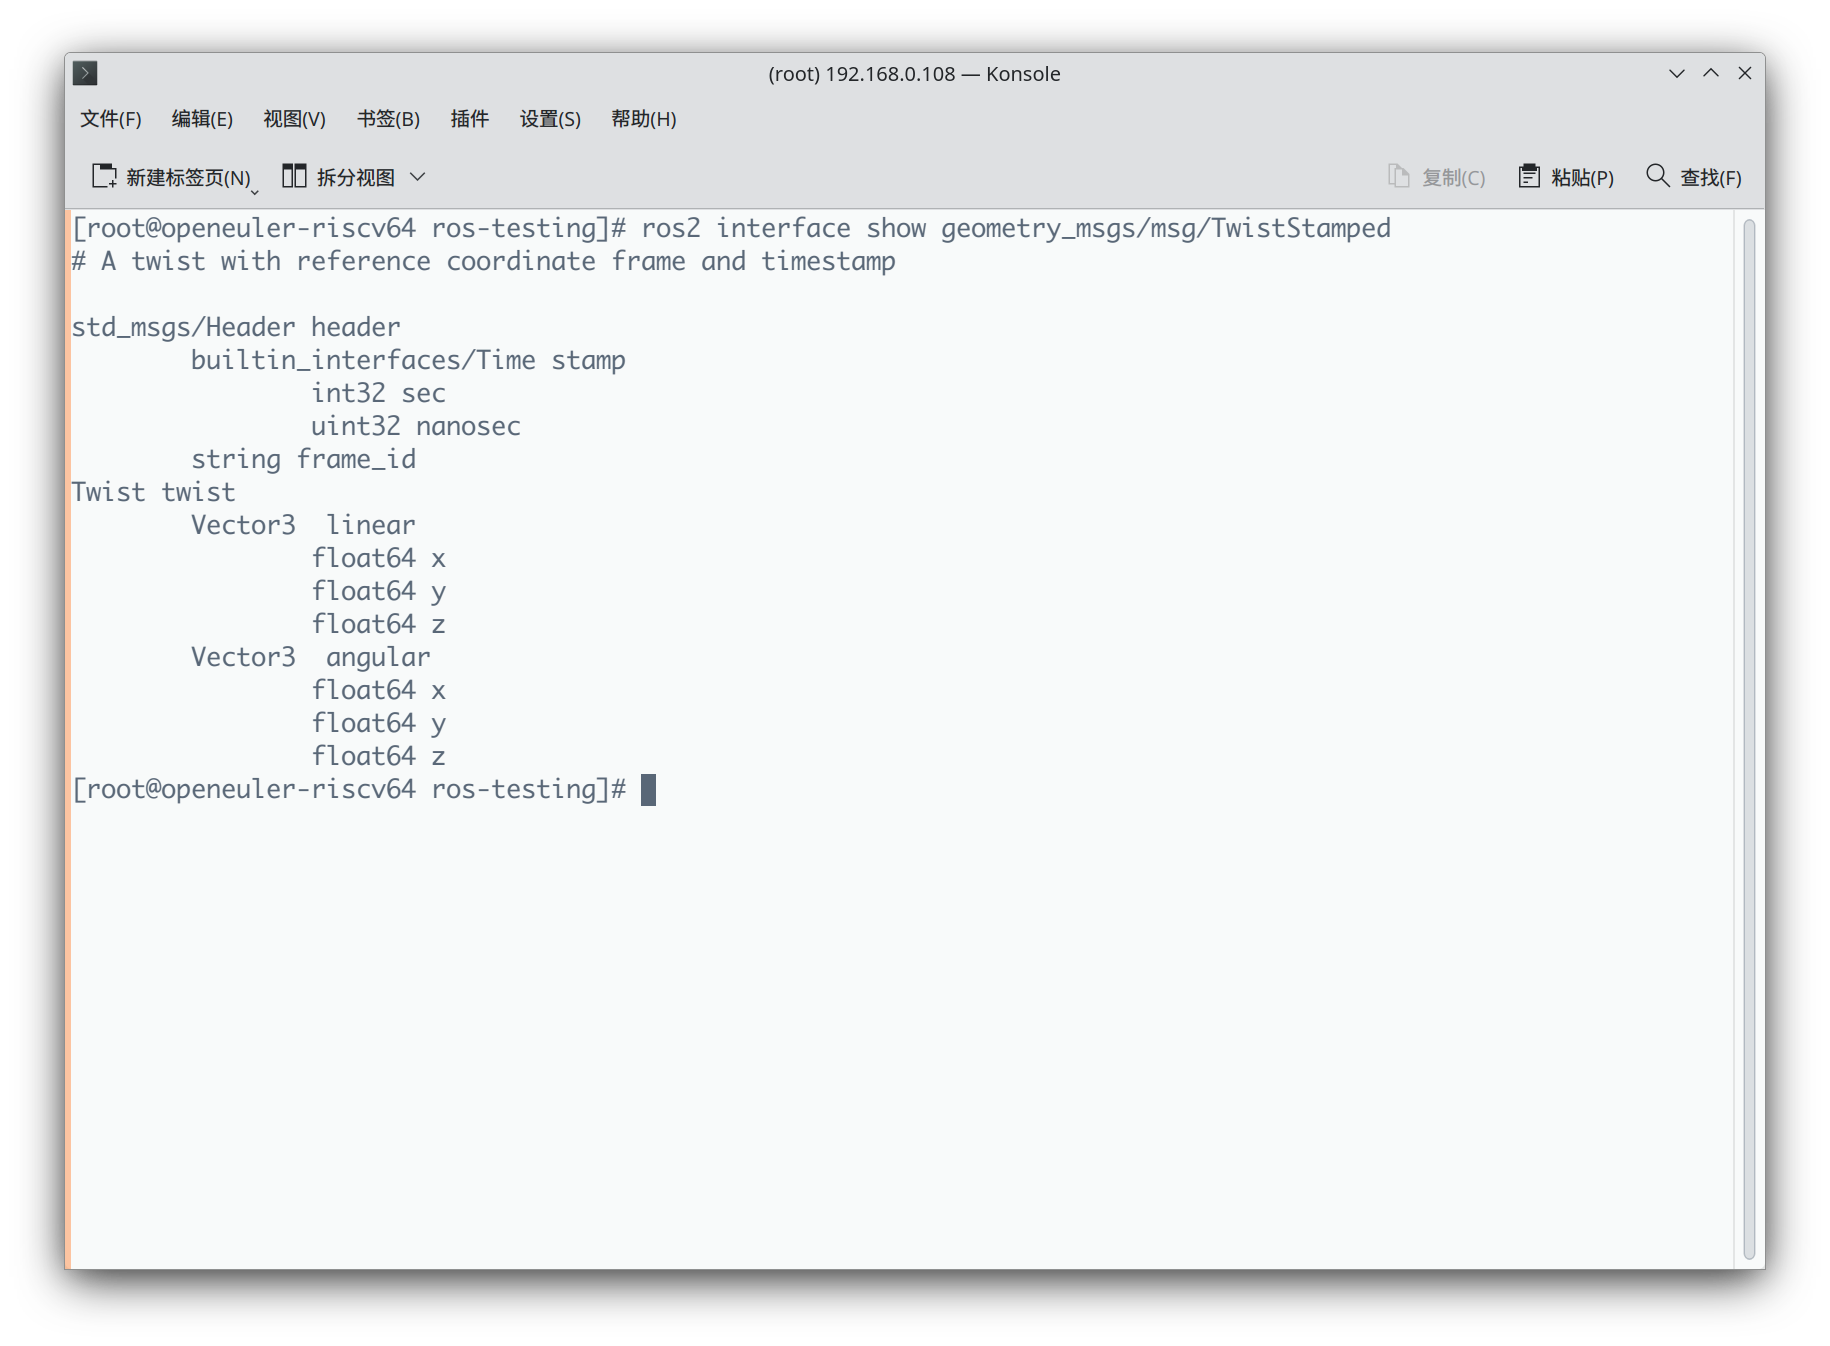 (root) 192.168.0.108 — Konsole
文件(F) 编辑(E) 视图(V) 书签(B) 插件 设置(S) 帮助(H)
新建标签页(N) 拆分视图 复制(C) 粘贴(P) 查找(F)
[root@openeuler-riscv64 ros-testing]# ros2 interface show geometry_msgs/msg/TwistStamped
# A twist with reference coordinate frame and timestamp

std_msgs/Header header
        builtin_interfaces/Time stamp
                int32 sec
                uint32 nanosec
        string frame_id
Twist twist
        Vector3  linear
                float64 x
                float64 y
                float64 z
        Vector3  angular
                float64 x
                float64 y
                float64 z
[root@openeuler-riscv64 ros-testing]#